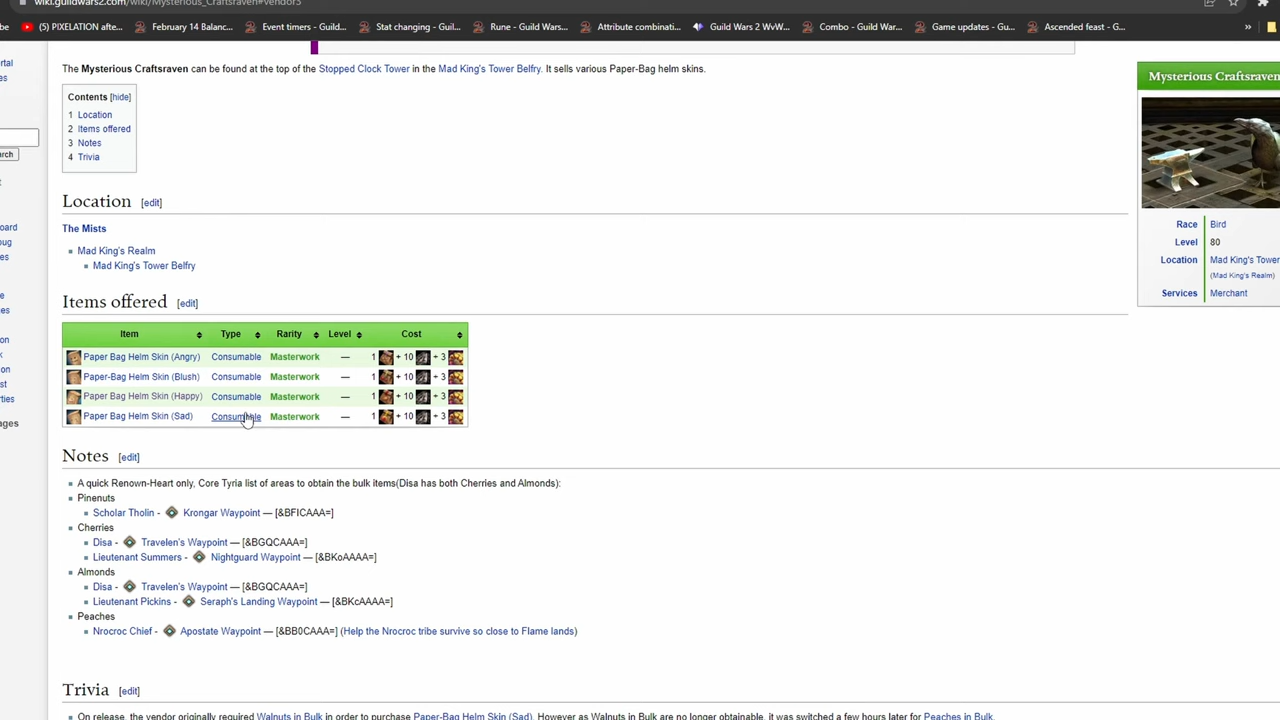 wiki.guildwars2.com/wiki/Mysterious_Craftsraven#vendor3
be (5) PIXELATION afte... February 14 Balanc... Event timers - Guild... Stat changing - Guil... Rune - Guild Wars... Attribute combinati... Guild Wars 2 WvW... Combo - Guild War... Game updates - Gu... Ascended feast - G... »
The Mysterious Craftsraven can be found at the top of the Stopped Clock Tower in the Mad King's Tower Belfry. It sells various Paper-Bag helm skins.
Contents [hide]
1 Location
2 Items offered
3 Notes
4 Trivia
Location [edit]
The Mists
Mad King's Realm
Mad King's Tower Belfry
Items offered [edit]
Item Type Rarity Level Cost
Paper Bag Helm Skin (Angry) Consumable Masterwork — 1 + 10 + 3
Paper-Bag Helm Skin (Blush) Consumable Masterwork — 1 + 10 + 3
Paper Bag Helm Skin (Happy) Consumable Masterwork — 1 + 10 + 3
Paper Bag Helm Skin (Sad) Consumable Masterwork — 1 + 10 + 3
Notes [edit]
A quick Renown-Heart only, Core Tyria list of areas to obtain the bulk items(Disa has both Cherries and Almonds):
Pinenuts
Scholar Tholin - Krongar Waypoint — [&BFICAAA=]
Cherries
Disa - Travelen's Waypoint — [&BGQCAAA=]
Lieutenant Summers - Nightguard Waypoint — [&BKoAAAA=]
Almonds
Disa - Travelen's Waypoint — [&BGQCAAA=]
Lieutenant Pickins - Seraph's Landing Waypoint — [&BKcAAAA=]
Peaches
Nrocroc Chief - Apostate Waypoint — [&BB0CAAA=] (Help the Nrocroc tribe survive so close to Flame lands)
Trivia [edit]
On release, the vendor originally required Walnuts in Bulk in order to purchase Paper-Bag Helm Skin (Sad). However as Walnuts in Bulk are no longer obtainable, it was switched a few hours later for Peaches in Bulk.
Mysterious Craftsraven
Race Bird
Level 80
Location Mad King's Tower
(Mad King's Realm)
Services Merchant
rtal
es
arch
oard
oug
es
e
es
on
k
st
rties
ages